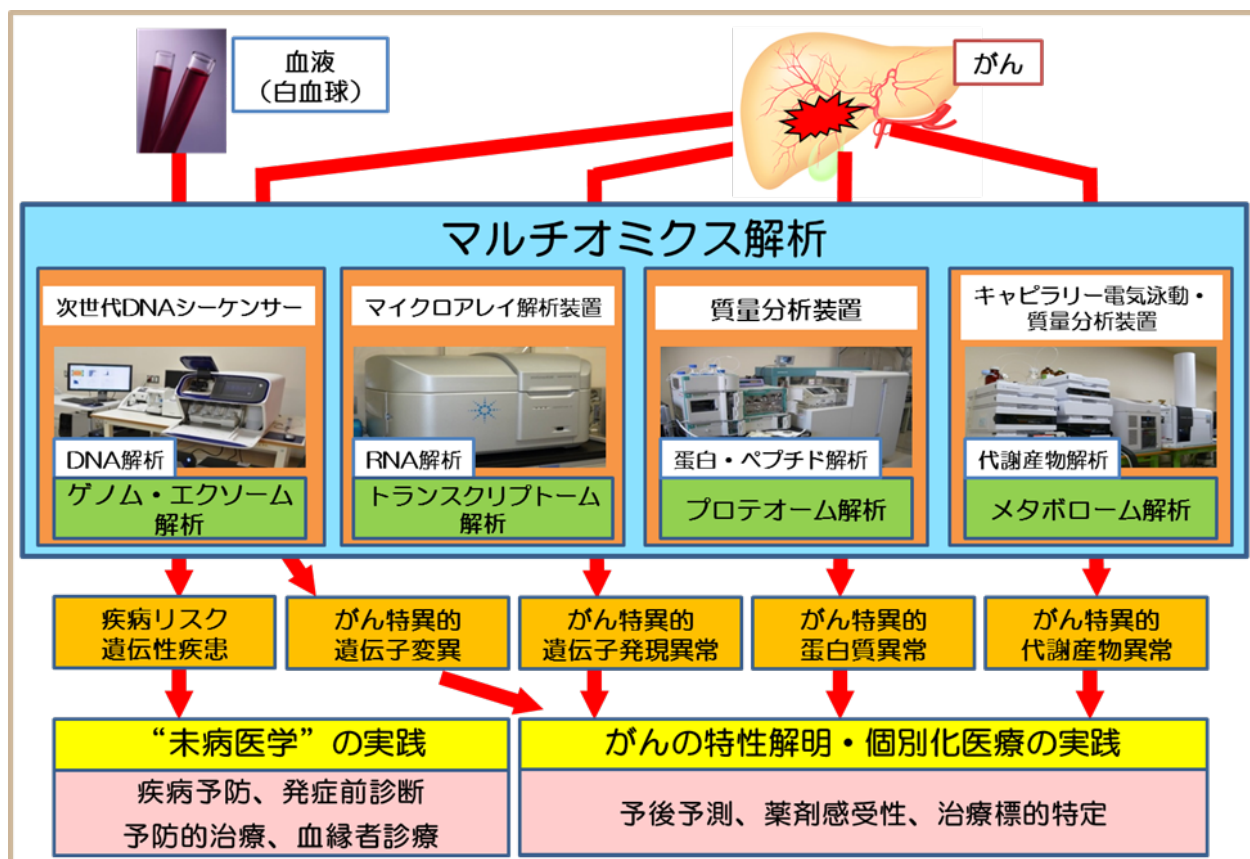 血液
（白血球）
がん
マルチオミクス解析
次世代DNAシーケンサー
マイクロアレイ解析装置
質量分析装置
キャピラリー電気泳動・
質量分析装置
DNA解析
RNA解析
蛋白・ペプチド解析
代謝産物解析
ゲノム・エクソーム
解析
トランスクリプトーム
解析
プロテオーム解析
メタボローム解析
疾病リスク
遺伝性疾患
がん特異的
遺伝子変異
がん特異的
遺伝子発現異常
がん特異的
蛋白質異常
がん特異的
代謝産物異常
“未病医学”の実践
疾病予防、発症前診断
予防的治療、血縁者診療
がんの特性解明・個別化医療の実践
予後予測、薬剤感受性、治療標的特定